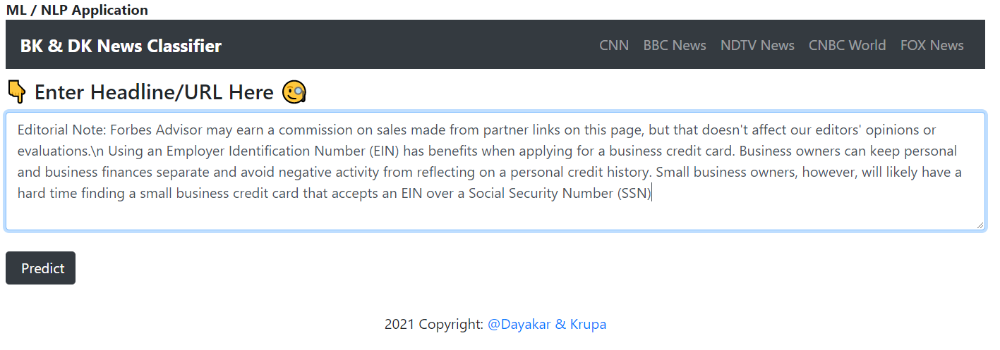 ML / NLP Application
BK & DK News Classifier CNN BBC News NDTV News CNBC World FOX News
👇 Enter Headline/URL Here 🧐
Editorial Note: Forbes Advisor may earn a commission on sales made from partner links on this page, but that doesn't affect our editors' opinions or
evaluations.\n Using an Employer Identification Number (EIN) has benefits when applying for a business credit card. Business owners can keep personal
and business finances separate and avoid negative activity from reflecting on a personal credit history. Small business owners, however, will likely have a
hard time finding a small business credit card that accepts an EIN over a Social Security Number (SSN)
Predict
2021 Copyright: @Dayakar & Krupa